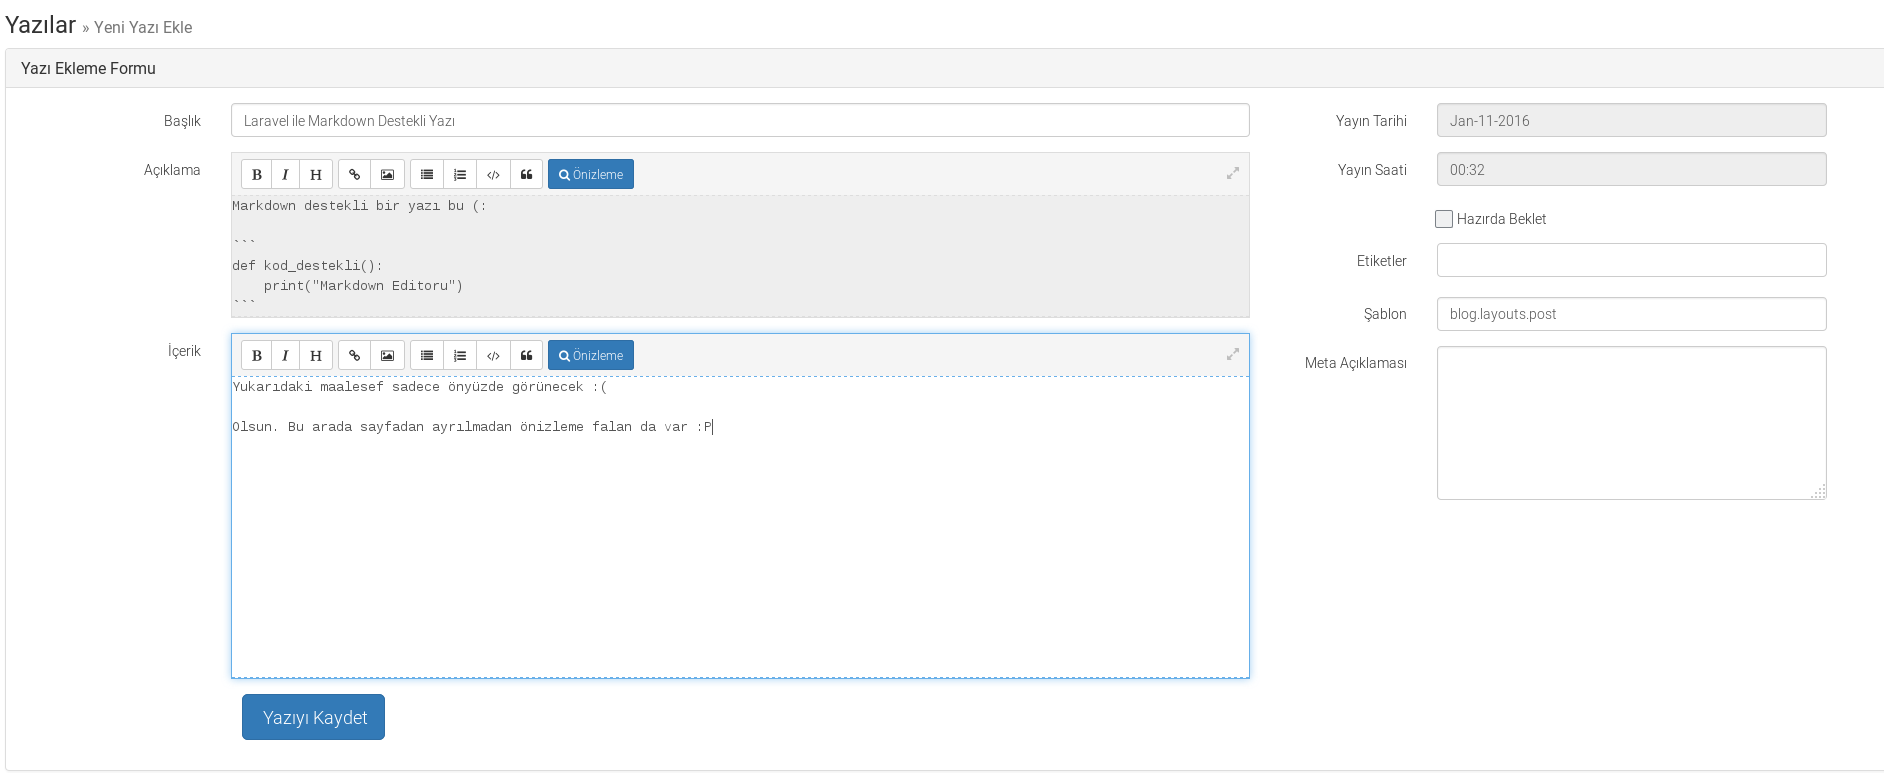 Yazılar » Yeni Yazı Ekle
Yazı Ekleme Formu
Başlık
Laravel ile Markdown Destekli Yazı
Açıklama
B I H Önizleme
Markdown destekli bir yazı bu (:
```
def kod_destekli():
    print("Markdown Editoru")
```
İçerik
B I H Önizleme
Yukarıdaki maalesef sadece önyüzde görünecek :(
Olsun. Bu arada sayfadan ayrılmadan önizleme falan da var :P
Yazıyı Kaydet
Yayın Tarihi
Jan-11-2016
Yayın Saati
00:32
Hazırda Beklet
Etiketler
Şablon
blog.layouts.post
Meta Açıklaması